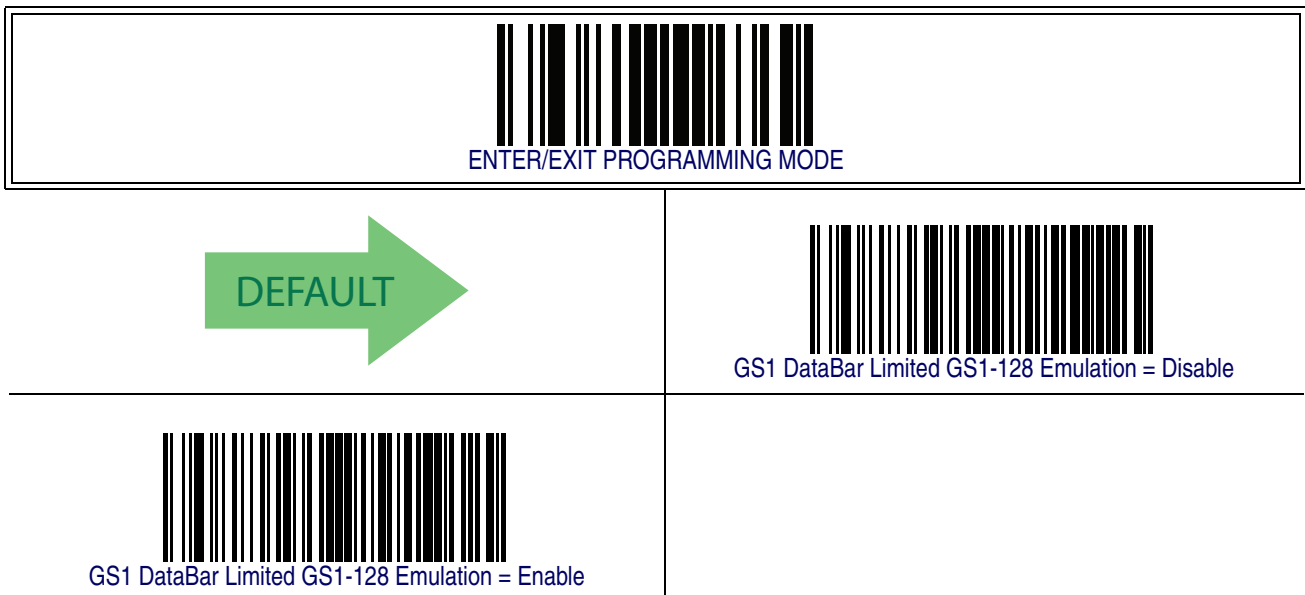 ENTER/EXIT PROGRAMMING MODE
DEFAULT
GS1 DataBar Limited GS1-128 Emulation = Disable
GS1 DataBar Limited GS1-128 Emulation = Enable